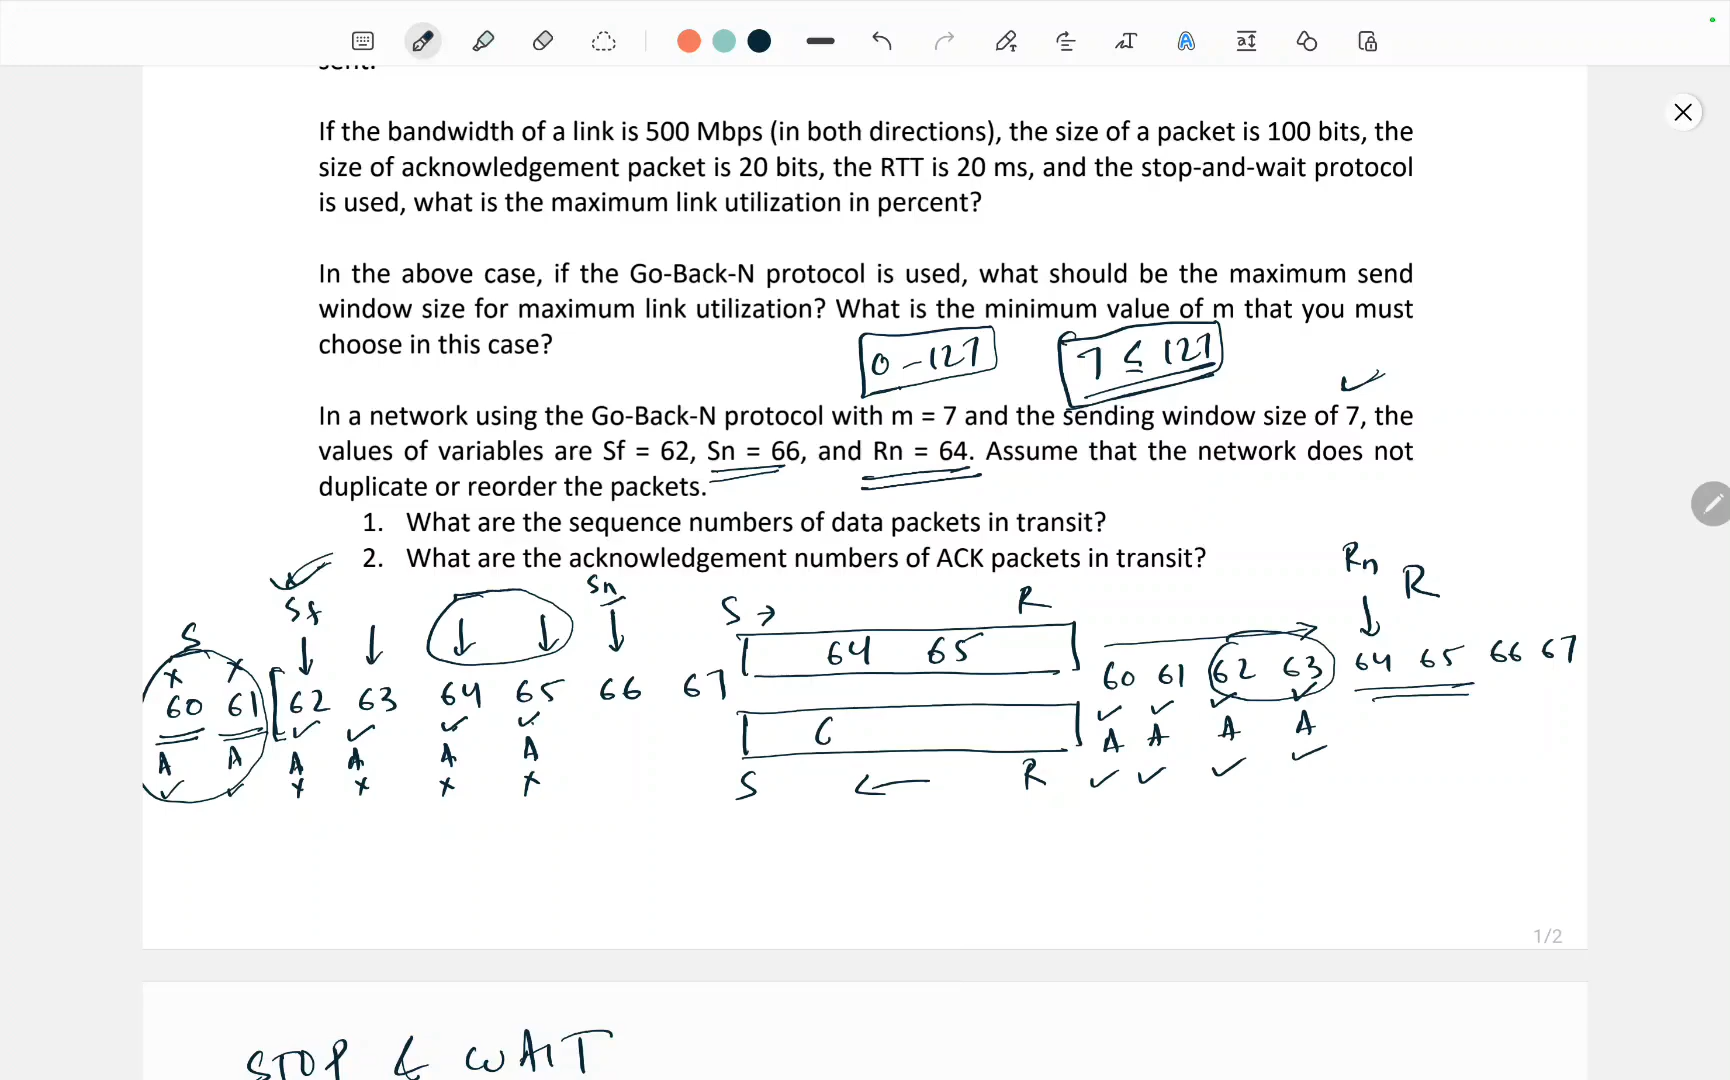 If the bandwidth of a link is 500 Mbps (in both directions), the size of a packet is 100 bits, the
size of acknowledgement packet is 20 bits, the RTT is 20 ms, and the stop-and-wait protocol
is used, what is the maximum link utilization in percent?
In the above case, if the Go-Back-N protocol is used, what should be the maximum send
window size for maximum link utilization? What is the minimum value of m that you must
choose in this case?
0 - 127 7 ≤ 127
In a network using the Go-Back-N protocol with m = 7 and the sending window size of 7, the
values of variables are Sf = 62, Sn = 66, and Rn = 64. Assume that the network does not
duplicate or reorder the packets.
1. What are the sequence numbers of data packets in transit?
2. What are the acknowledgement numbers of ACK packets in transit?
Sf Sn S → R Rn R
S
60 61 62 63 64 65 66 67
A A A A A A
64 65
60 61 62 63 64 65 66 67
A A A A
S ← R
1/2
STOP & WAIT